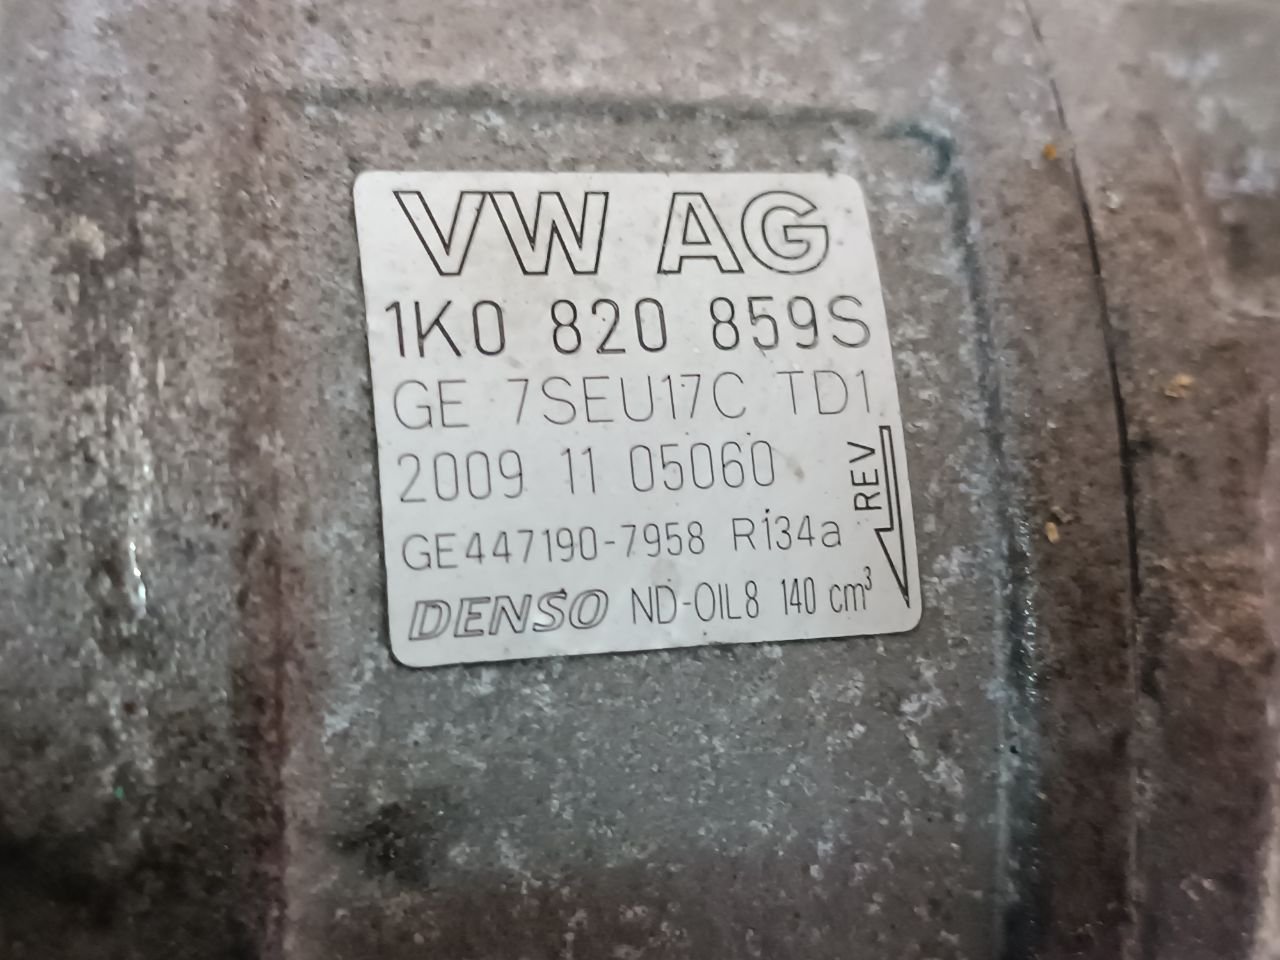 VW AG
1K0 820 859S
GE 7SEU17C TD1
2009 11 05060
REV
GE447190-7958 R134a
DENSO ND-OIL8 140 cm³